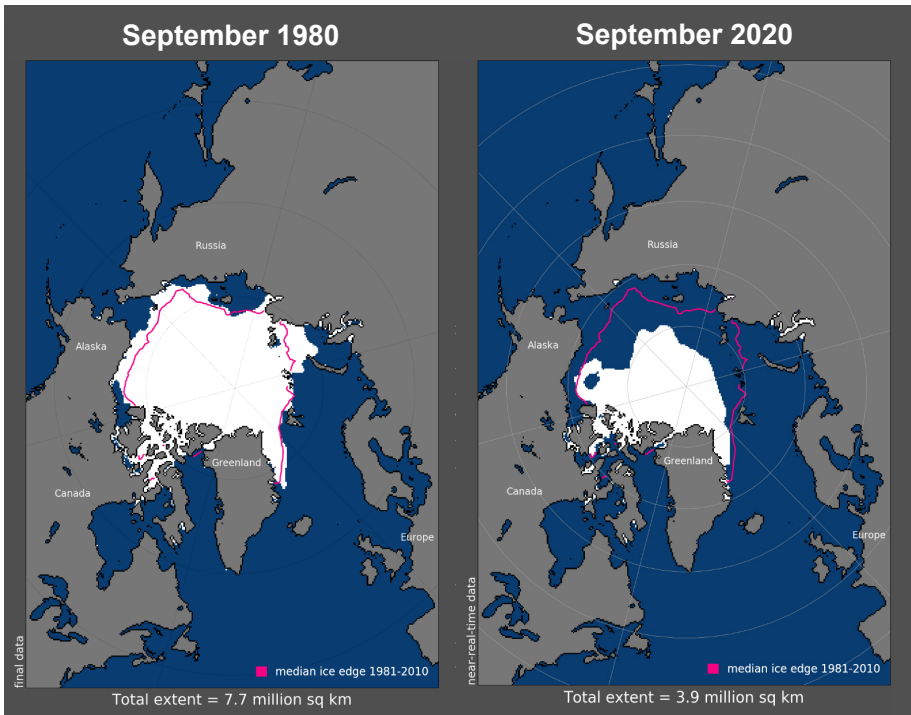 September 1980
Russia
Alaska
Greenland
Canada
Europe
final data
median ice edge 1981-2010
Total extent = 7.7 million sq km
September 2020
Russia
Alaska
Greenland
Canada
Europe
near-real-time data
median ice edge 1981-2010
Total extent = 3.9 million sq km